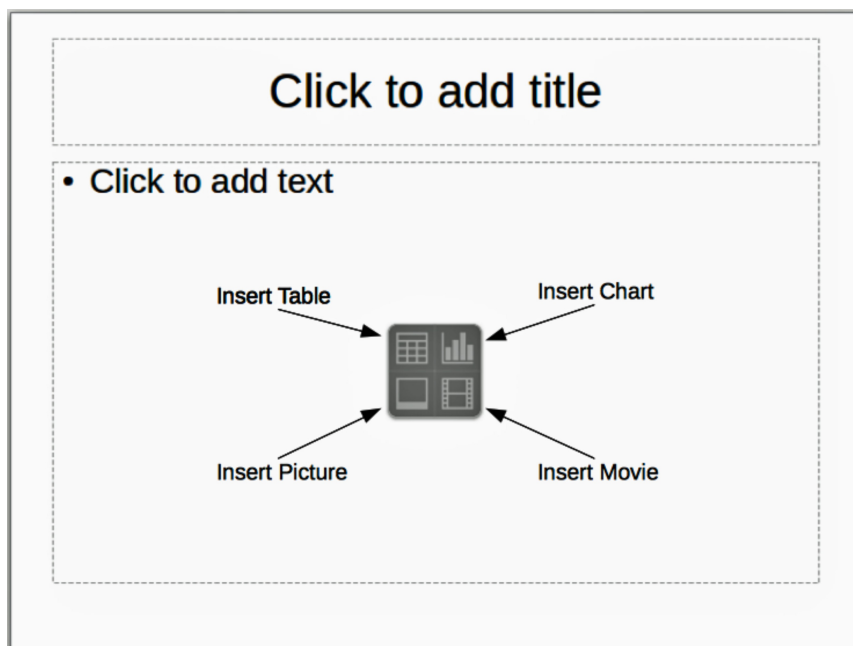 Click to add title
• Click to add text
Insert Table
Insert Chart
Insert Picture
Insert Movie